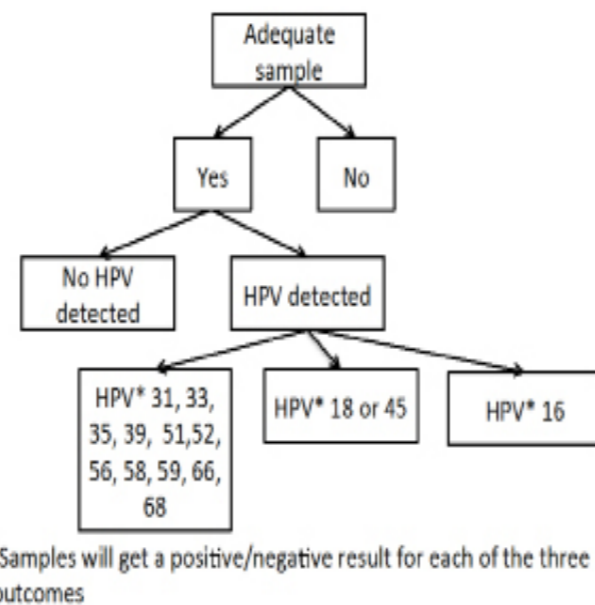 Adequate
sample
Yes
No
No HPV
detected
HPV detected
HPV* 31, 33,
35, 39, 51,52,
56, 58, 59, 66,
68
HPV* 18 or 45
HPV* 16
Samples will get a positive/negative result for each of the three
outcomes